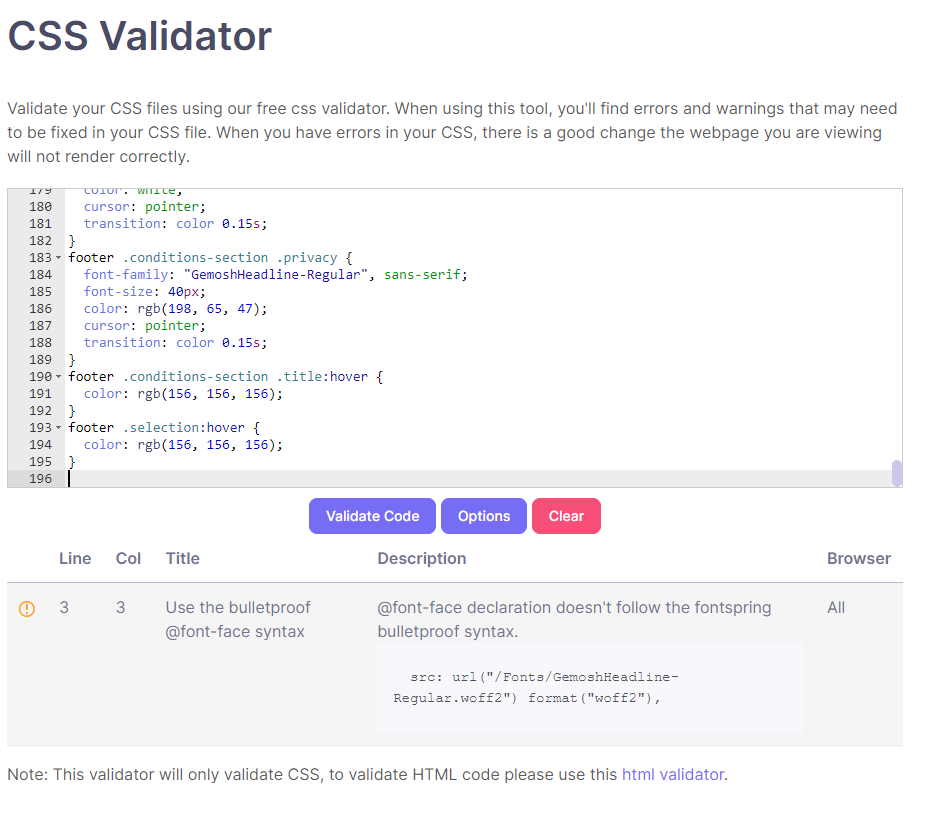 CSS Validator
Validate your CSS files using our free css validator. When using this tool, you'll find errors and warnings that may need
to be fixed in your CSS file. When you have errors in your CSS, there is a good change the webpage you are viewing
will not render correctly.
179 color: white;
180 cursor: pointer;
181 transition: color 0.15s;
182 }
183 footer .conditions-section .privacy {
184 font-family: "GemoshHeadline-Regular", sans-serif;
185 font-size: 40px;
186 color: rgb(198, 65, 47);
187 cursor: pointer;
188 transition: color 0.15s;
189 }
190 footer .conditions-section .title:hover {
191 color: rgb(156, 156, 156);
192 }
193 footer .selection:hover {
194 color: rgb(156, 156, 156);
195 }
196
Validate Code Options Clear
Line Col Title Description Browser
3 3 Use the bulletproof @font-face declaration doesn't follow the fontspring All
@font-face syntax bulletproof syntax.
src: url("/Fonts/GemoshHeadline-
Regular.woff2") format("woff2"),
Note: This validator will only validate CSS, to validate HTML code please use this html validator.